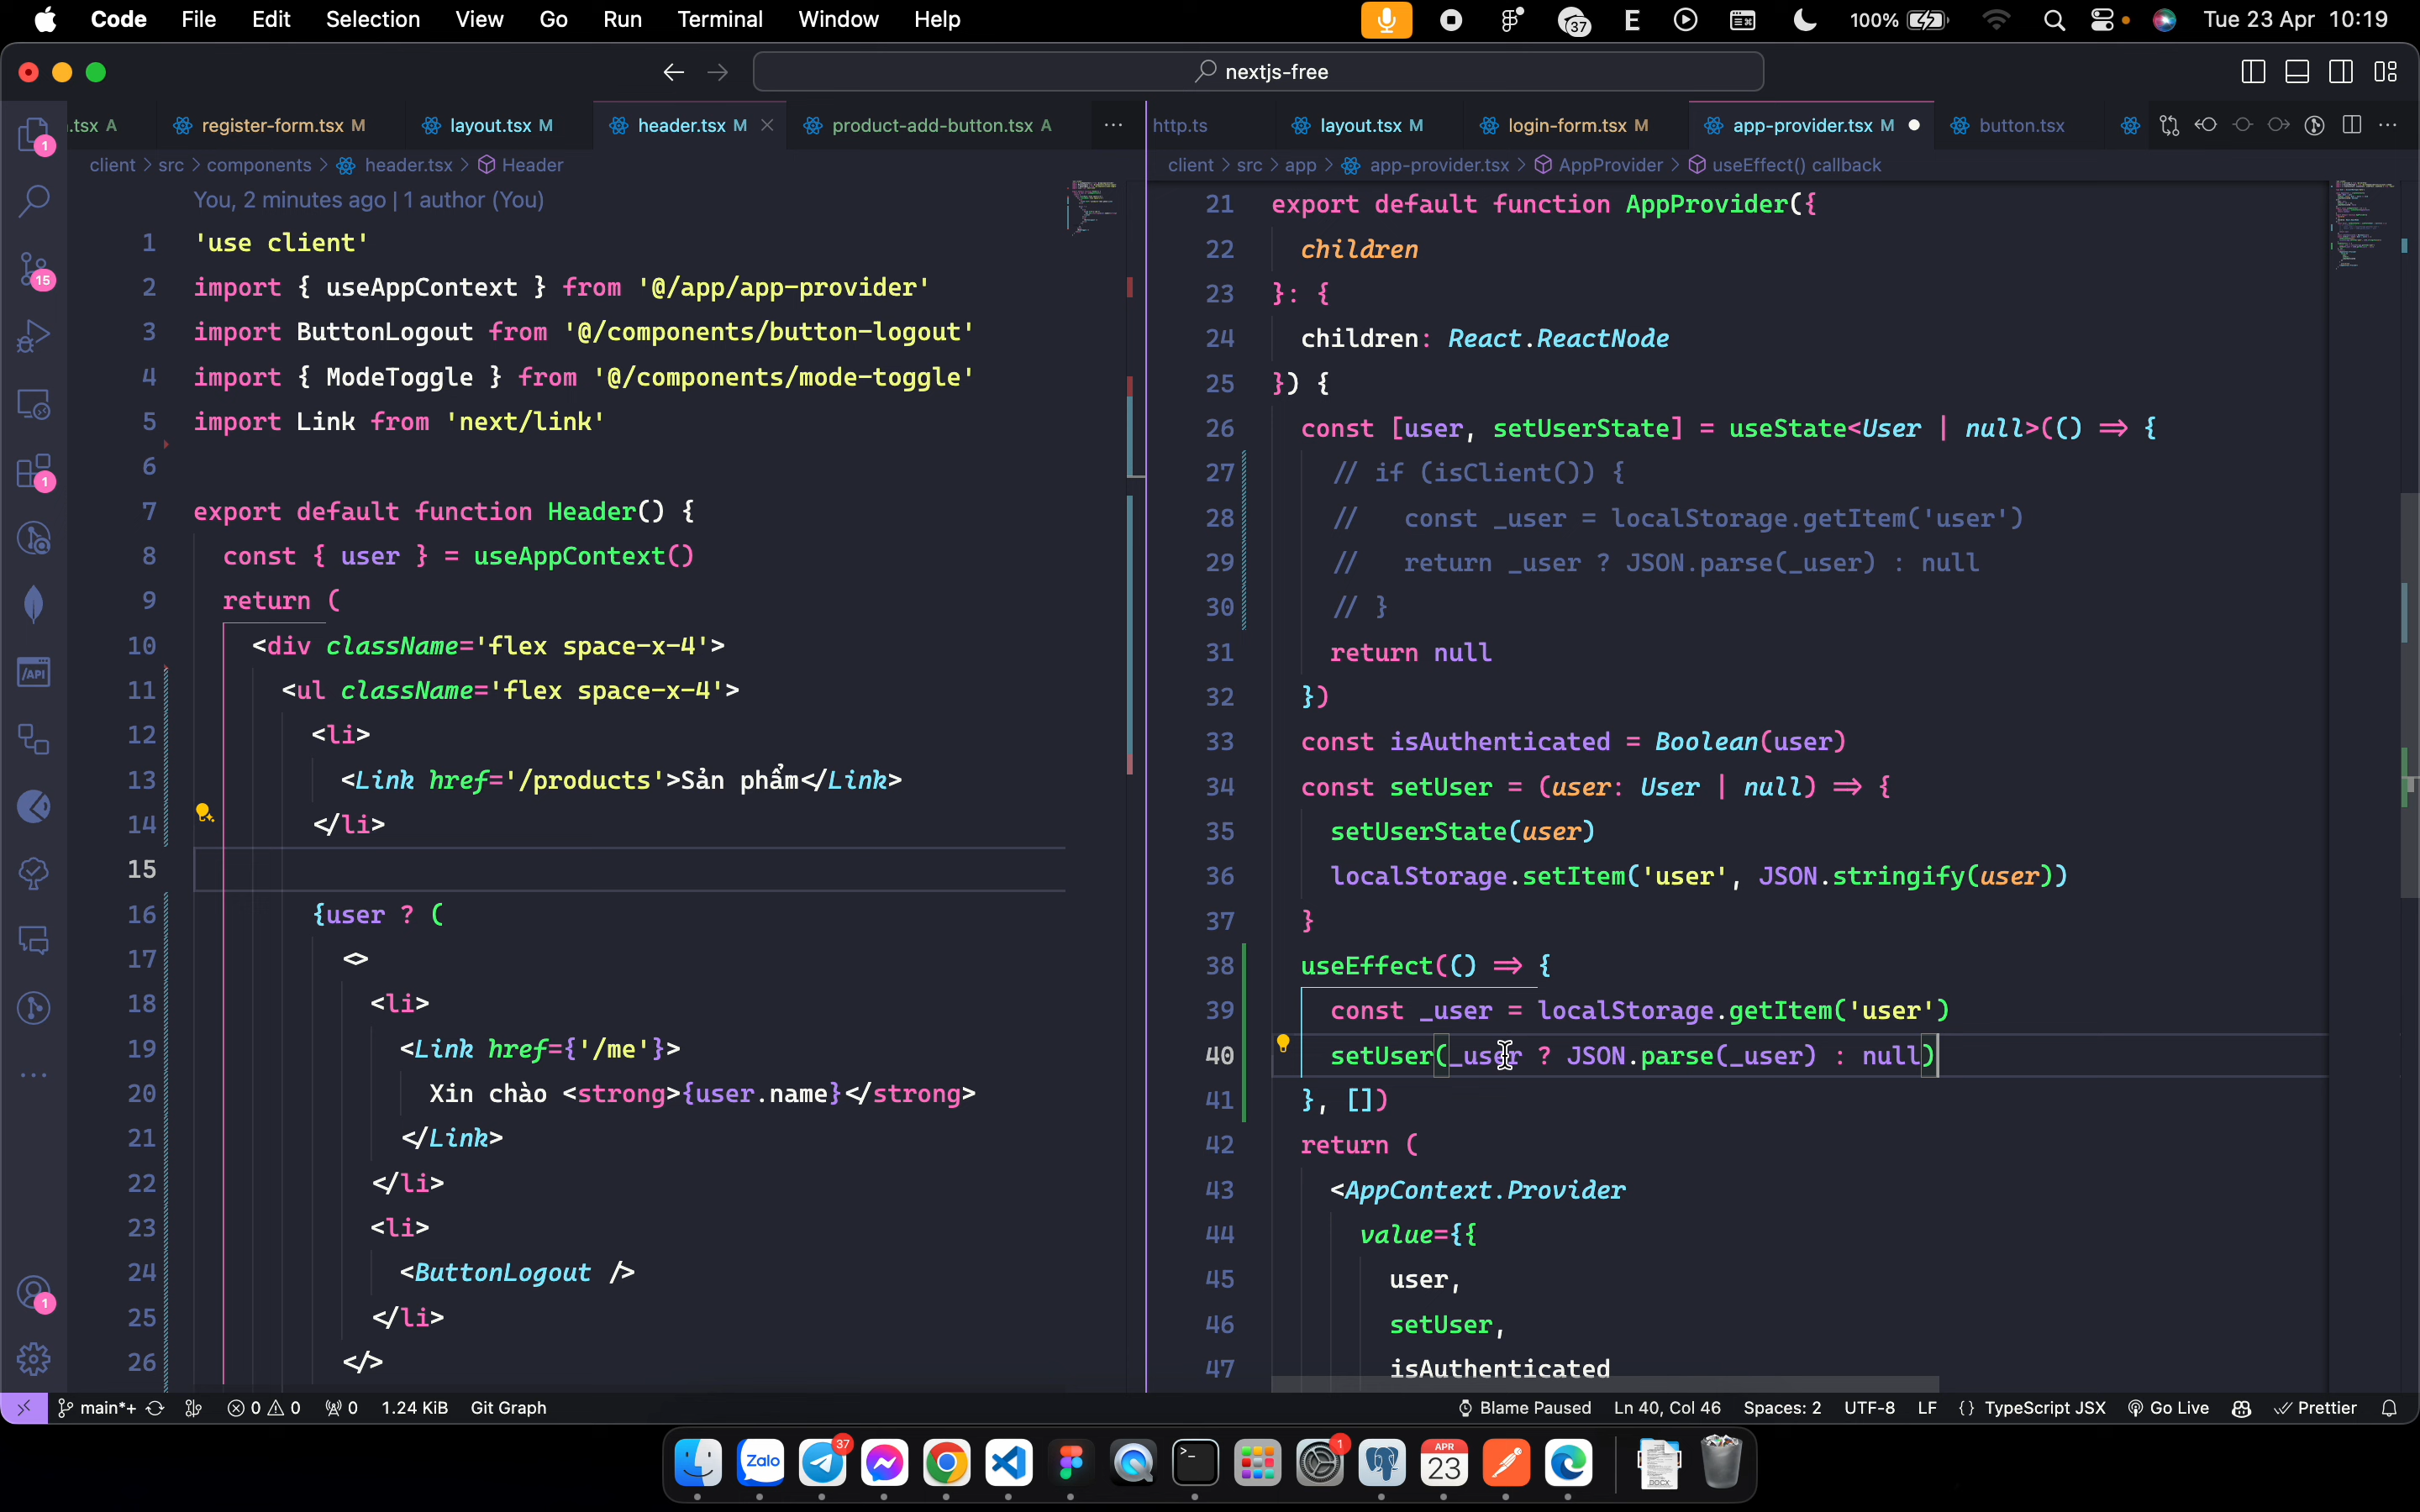 Code File Edit Selection View Go Run Terminal Window Help 37 E 100% Tue 23 Apr 10:19
nextjs-free
.tsx A register-form.tsx M layout.tsx M header.tsx M product-add-button.tsx A ...
client > src > components > header.tsx > Header
You, 2 minutes ago | 1 author (You)
1 'use client'
2 import { useAppContext } from '@/app/app-provider'
3 import ButtonLogout from '@/components/button-logout'
4 import { ModeToggle } from '@/components/mode-toggle'
5 import Link from 'next/link'
6
7 export default function Header() {
8 const { user } = useAppContext()
9 return (
10 <div className='flex space-x-4'>
11 <ul className='flex space-x-4'>
12 <li>
13 <Link href='/products'>Sản phẩm</Link>
14 </li>
15
16 {user ? (
17 <>
18 <li>
19 <Link href={'/me'}>
20 Xin chào <strong>{user.name}</strong>
21 </Link>
22 </li>
23 <li>
24 <ButtonLogout />
25 </li>
26 </>
http.ts layout.tsx M login-form.tsx M app-provider.tsx M button.tsx
client > src > app > app-provider.tsx > AppProvider > useEffect() callback
21 export default function AppProvider({
22 children
23 }: {
24 children: React.ReactNode
25 }) {
26 const [user, setUserState] = useState<User | null>(() => {
27 // if (isClient()) {
28 // const _user = localStorage.getItem('user')
29 // return _user ? JSON.parse(_user) : null
30 // }
31 return null
32 })
33 const isAuthenticated = Boolean(user)
34 const setUser = (user: User | null) => {
35 setUserState(user)
36 localStorage.setItem('user', JSON.stringify(user))
37 }
38 useEffect(() => {
39 const _user = localStorage.getItem('user')
40 setUser(_user ? JSON.parse(_user) : null)
41 }, [])
42 return (
43 <AppContext.Provider
44 value={{
45 user,
46 setUser,
47 isAuthenticated
1
15
1
/API
1
main*+ 0 0 0 1.24 KiB Git Graph Blame Paused Ln 40, Col 46 Spaces: 2 UTF-8 LF {} TypeScript JSX Go Live Prettier
Zalo 37 1 APR 23 DOCX